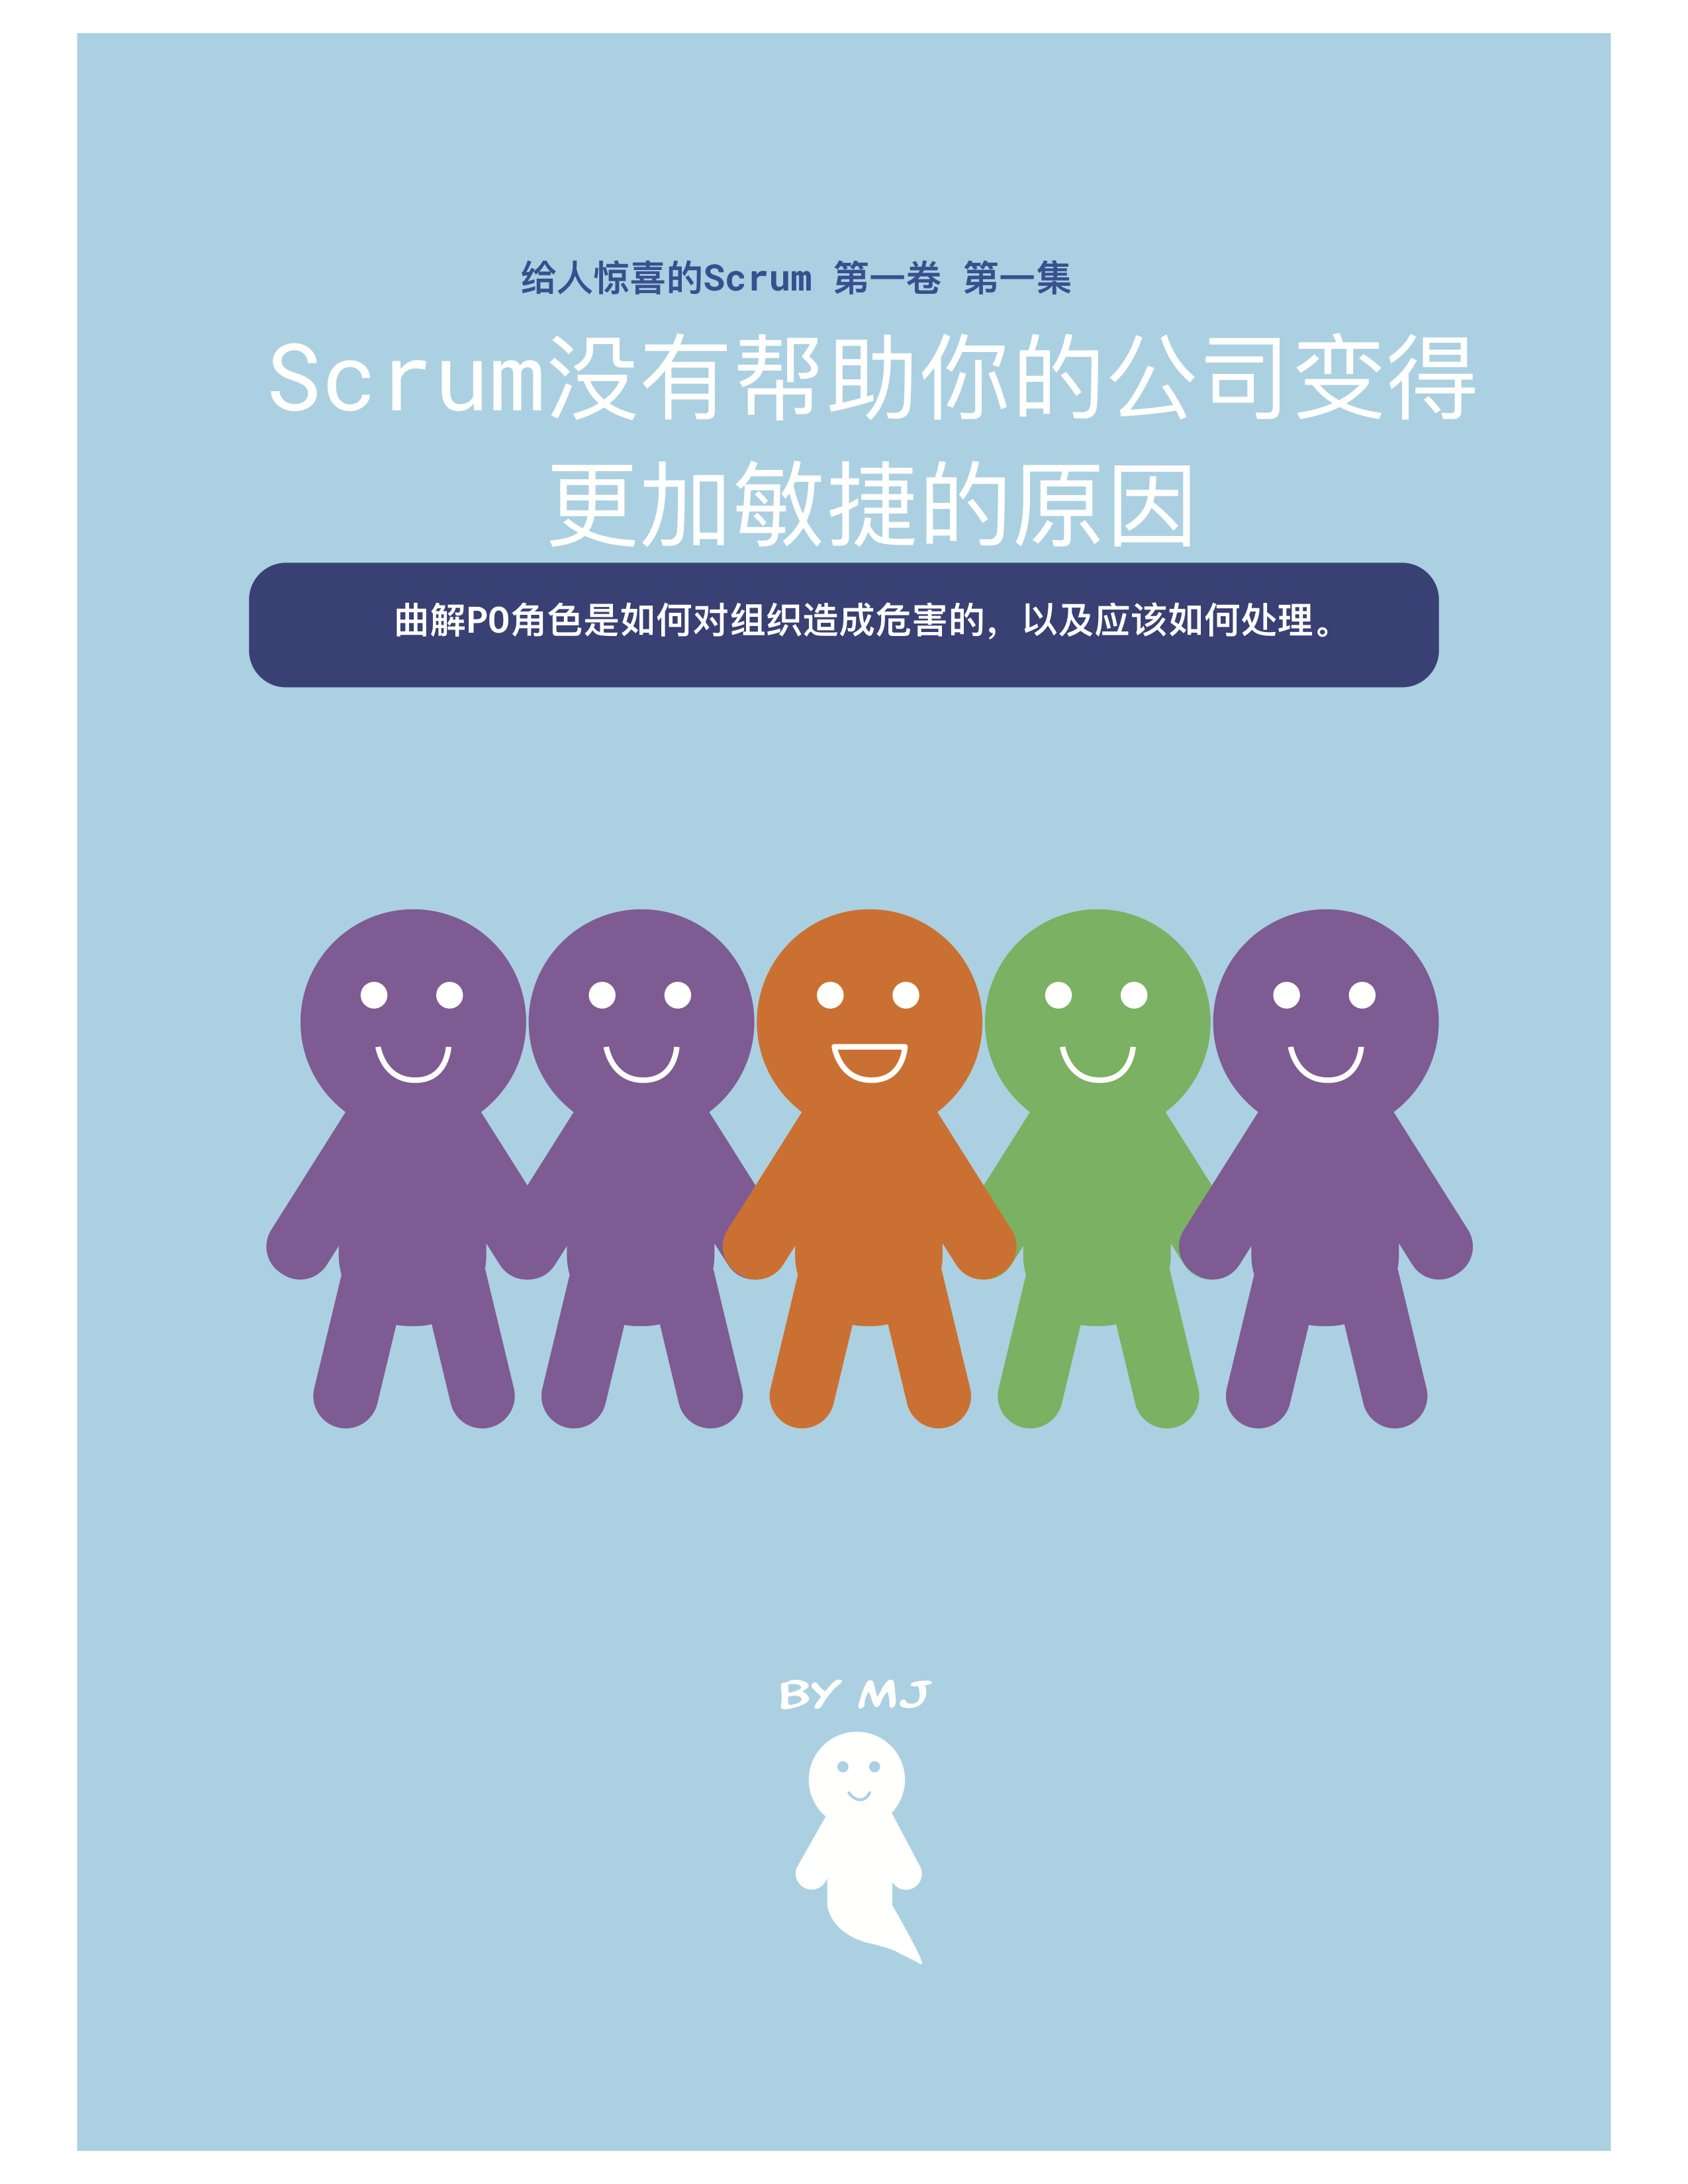 给人惊喜的Scrum 第一卷 第一集
Scrum没有帮助你的公司变得
更加敏捷的原因
曲解PO角色是如何对组织造成危害的，以及应该如何处理。
BY MJ